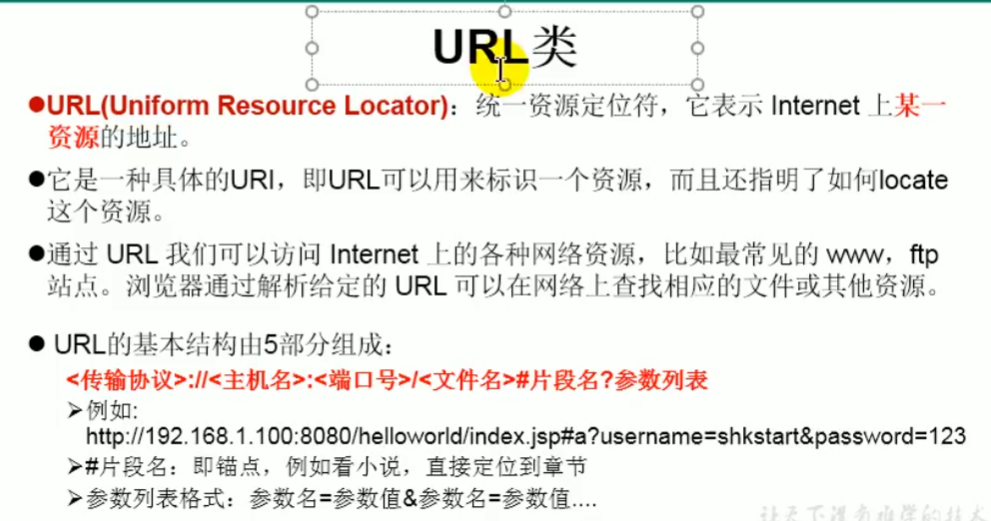 URL类
●URL(Uniform Resource Locator)：统一资源定位符，它表示 Internet 上某一
资源的地址。
●它是一种具体的URI，即URL可以用来标识一个资源，而且还指明了如何locate
这个资源。
●通过 URL 我们可以访问 Internet 上的各种网络资源，比如最常见的 www，ftp
站点。浏览器通过解析给定的 URL 可以在网络上查找相应的文件或其他资源。
● URL的基本结构由5部分组成：
<传输协议>://<主机名>:<端口号>/<文件名>#片段名?参数列表
➢例如:
http://192.168.1.100:8080/helloworld/index.jsp#a?username=shkstart&password=123
➢#片段名：即锚点，例如看小说，直接定位到章节
➢参数列表格式：参数名=参数值&参数名=参数值....
让天下没有难学的技术